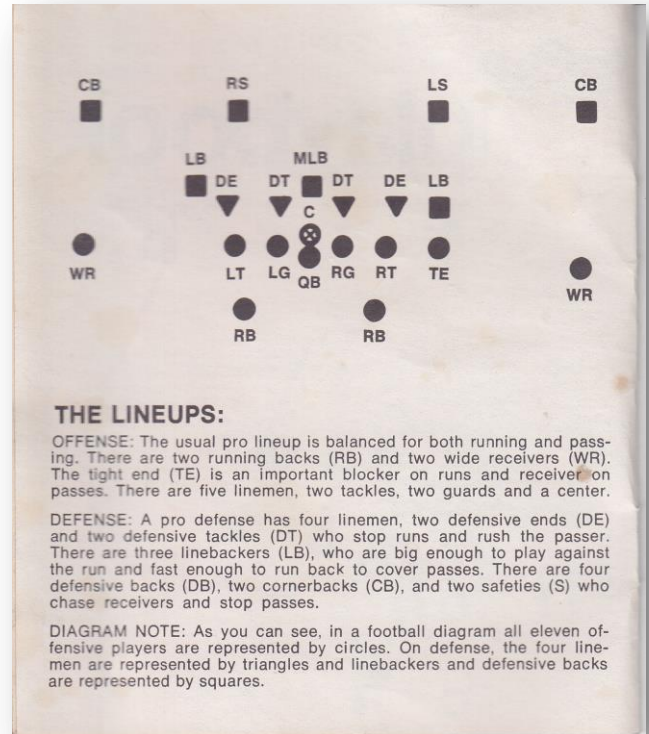 CB RS LS CB
LB MLB
DE DT DT DE LB
C
WR LT LG QB RG RT TE WR
RB RB
THE LINEUPS:
OFFENSE: The usual pro lineup is balanced for both running and pass-
ing. There are two running backs (RB) and two wide receivers (WR).
The tight end (TE) is an important blocker on runs and receiver on
passes. There are five linemen, two tackles, two guards and a center.
DEFENSE: A pro defense has four linemen, two defensive ends (DE)
and two defensive tackles (DT) who stop runs and rush the passer.
There are three linebackers (LB), who are big enough to play against
the run and fast enough to run back to cover passes. There are four
defensive backs (DB), two cornerbacks (CB), and two safeties (S) who
chase receivers and stop passes.
DIAGRAM NOTE: As you can see, in a football diagram all eleven of-
fensive players are represented by circles. On defense, the four line-
men are represented by triangles and linebackers and defensive backs
are represented by squares.